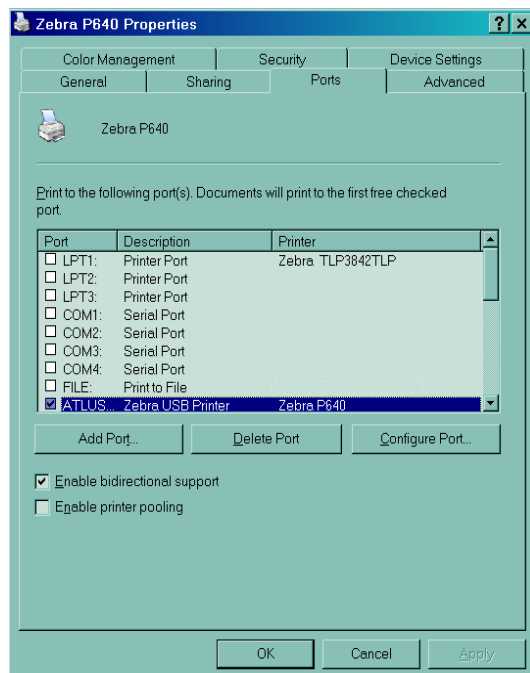 Zebra P640 Properties ? ×
Color Management Security Device Settings
General Sharing Ports Advanced
Zebra P640
Print to the following port(s). Documents will print to the first free checked
port.
Port Description Printer
LPT1: Printer Port Zebra TLP3842TLP
LPT2: Printer Port
LPT3: Printer Port
COM1: Serial Port
COM2: Serial Port
COM3: Serial Port
COM4: Serial Port
FILE: Print to File
ATLUS... Zebra USB Printer Zebra P640
Add Port... Delete Port Configure Port...
Enable bidirectional support
Enable printer pooling
OK Cancel Apply